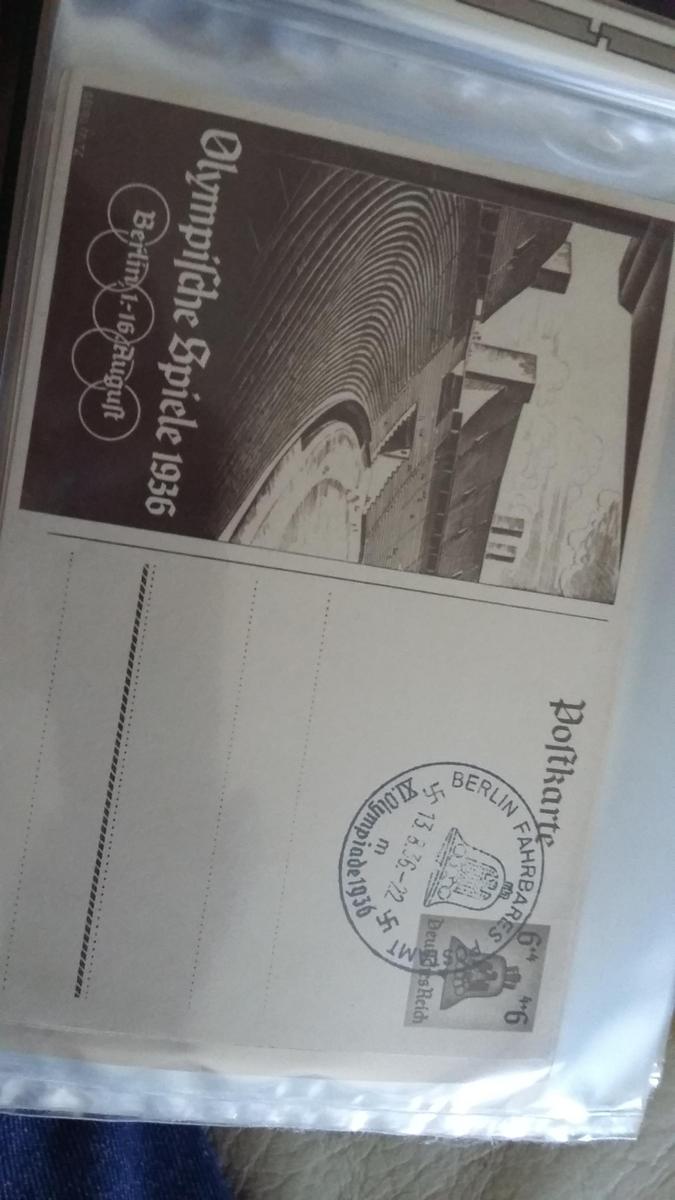 Olympische Spiele 1936
Berlin, 1.-16. August
Postkarte
BERLIN FAHRBARES POSTAMT
13.8.36.-22
m
XI. Olympiade 1936
6+4 4+6
Deutsches Reich